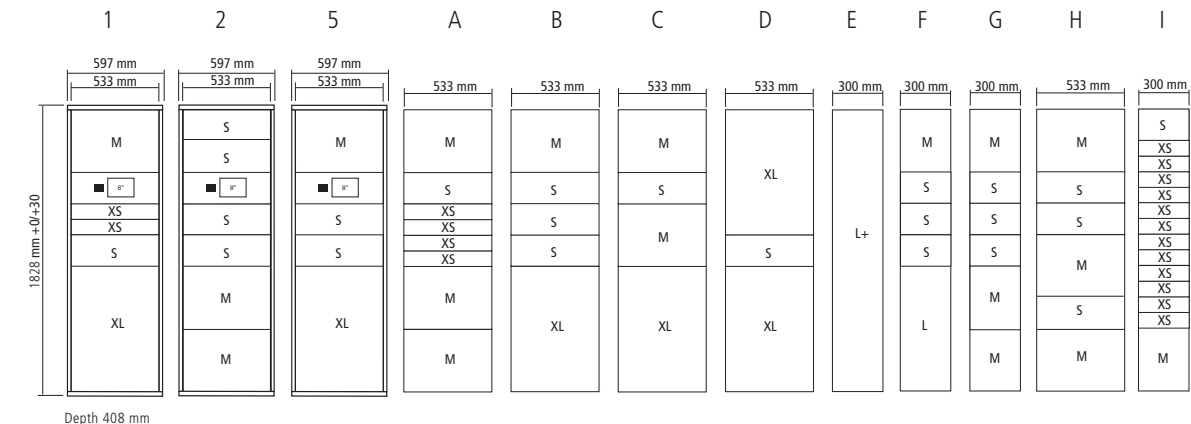 1 2 5 A B C D E F G H I
597 mm 597 mm 597 mm
533 mm 533 mm 533 mm 533 mm 533 mm 533 mm 533 mm 300 mm 300 mm 300 mm 533 mm 300 mm
1828 mm +0/+30
M
8"
XS
XS
S
XL
S
S
8"
S
S
M
M
M
8"
S
S
XL
M
S
XS
XS
XS
XS
M
M
M
S
S
S
XL
M
S
M
XL
XL
S
XL
L+
M
S
S
S
L
M
S
S
S
M
M
M
S
S
M
S
M
S
XS
XS
XS
XS
XS
XS
XS
XS
XS
XS
XS
XS
M
Depth 408 mm